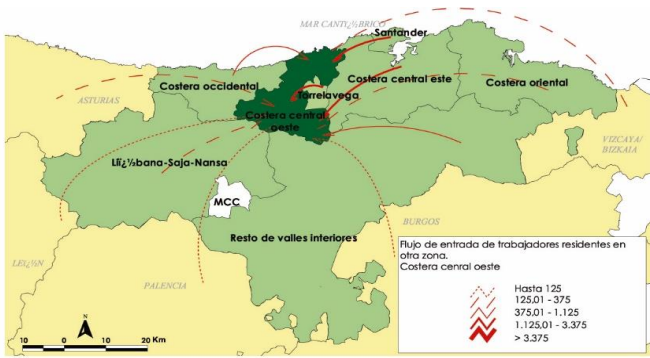 MAR CANTï¿½BRICO
Santander
Costera occidental
Costera central este
Costera oriental
ASTURIAS
Torrelavega
Costera central
oeste
VIZCAYA/
BIZKAIA
Lïï¿½bana-Saja-Nansa
MCC
BURGOS
Resto de valles interiores
LEï¿½N
PALENCIA
Flujo de entrada de trabajadores residentes en
otra zona.
Costera cenral oeste
Hasta 125
125,01 - 375
375,01 - 1.125
1.125,01 - 3.375
> 3.375
N
10 0 10 20 Km